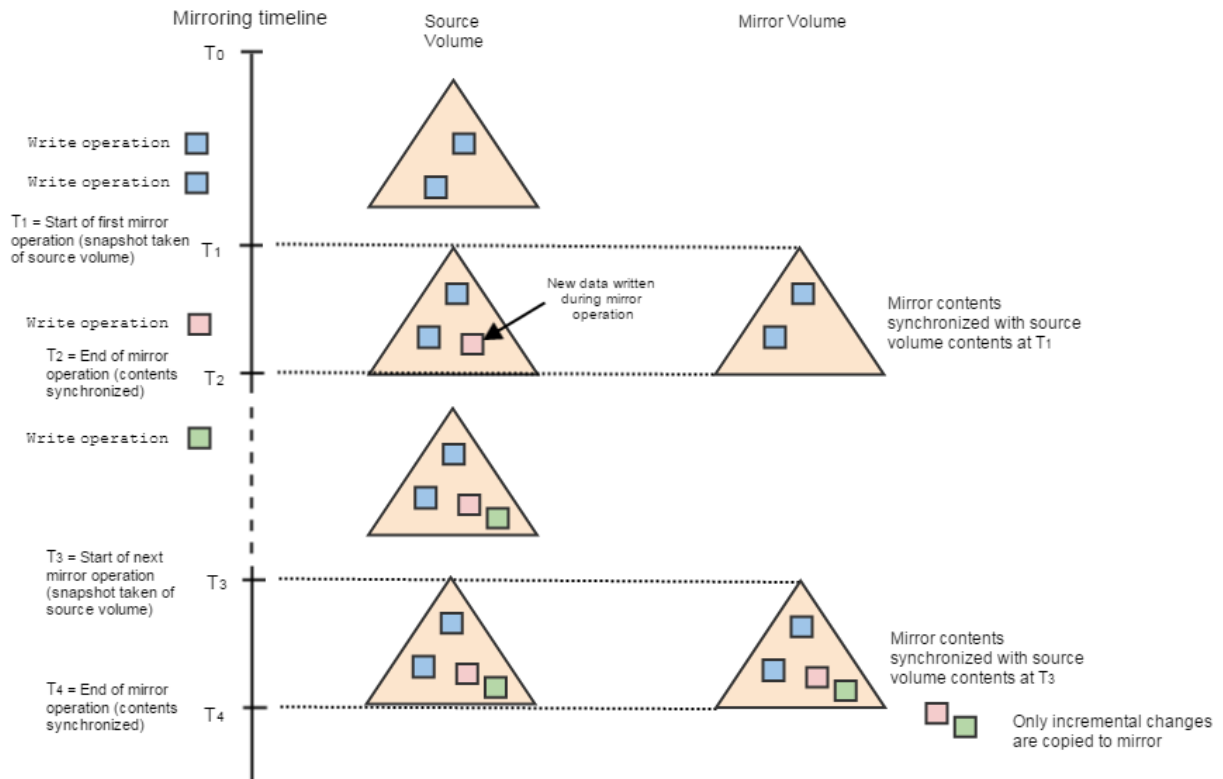 Mirroring timeline
Source
Volume
Mirror Volume
T0
Write operation
Write operation
T1 = Start of first mirror
operation (snapshot taken
of source volume)
T1
New data written
during mirror
operation
Mirror contents
synchronized with source
volume contents at T1
Write operation
T2 = End of mirror
operation (contents
synchronized)
T2
Write operation
T3 = Start of next
mirror operation
(snapshot taken of
source volume)
T3
Mirror contents
synchronized with source
volume contents at T3
T4 = End of mirror
operation (contents
synchronized)
T4
Only incremental changes
are copied to mirror